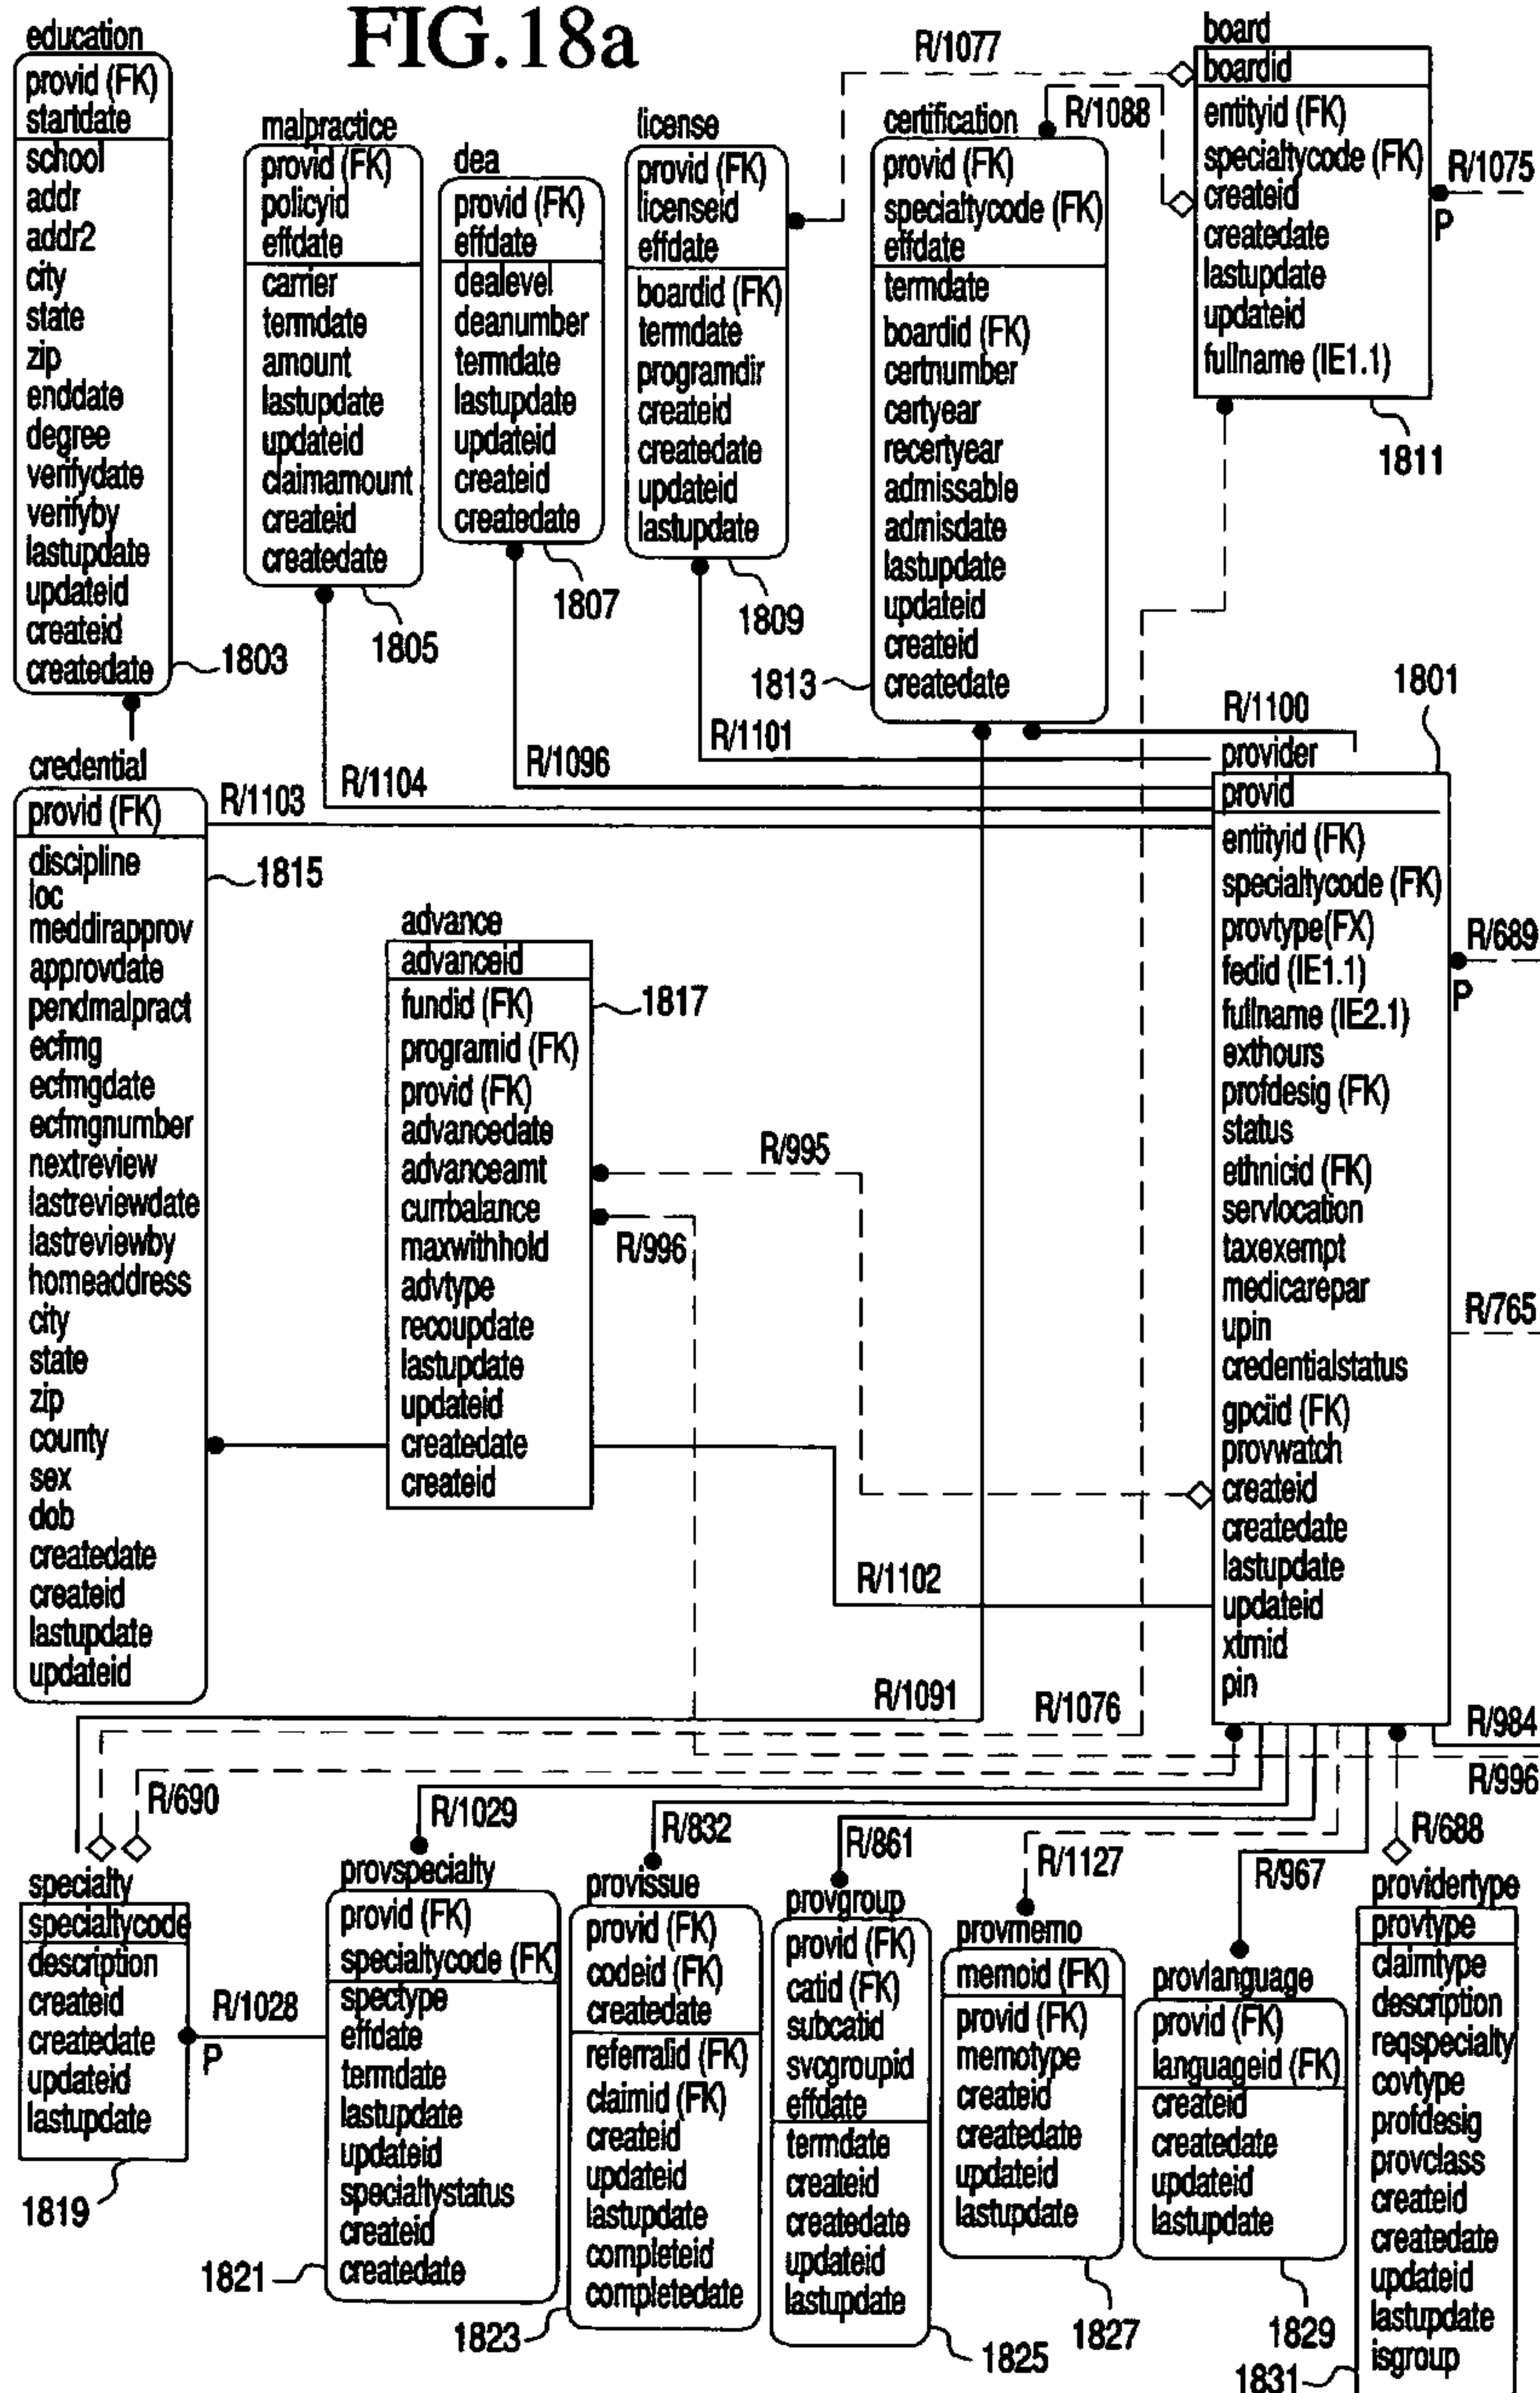 FIG.18a
education
provid (FK)
startdate
school
addr
addr2
city
state
zip
enddate
degree
verifydate
verifyby
lastupdate
updateid
createid
createdate
1803
malpractice
provid (FK)
policyid
effdate
carrier
termdate
amount
lastupdate
updateid
claimamount
createid
createdate
1805
dea
provid (FK)
effdate
dealevel
deanumber
termdate
lastupdate
updateid
createid
createdate
1807
license
provid (FK)
licenseid
effdate
boardid (FK)
termdate
programdir
createid
createdate
updateid
lastupdate
1809
R/1077
certification
R/1088
provid (FK)
specialtycode (FK)
effdate
termdate
boardid (FK)
certnumber
certyear
recertyear
admissable
admisdate
lastupdate
updateid
createid
createdate
1813
board
boardid
entityid (FK)
specialtycode (FK)
createid
createdate
lastupdate
updateid
fullname (IE1.1)
R/1075
P
1811
credential
provid (FK)
discipline
loc
meddirapprov
approvdate
pendmalpract
ecfmg
ecfmgdate
ecfmgnumber
nextreview
lastreviewdate
lastreviewby
homeaddress
city
state
zip
county
sex
dob
createdate
createid
lastupdate
updateid
1815
R/1103
R/1104
R/1096
R/1101
R/1100
advance
advanceid
fundid (FK)
programid (FK)
provid (FK)
advancedate
advanceamt
currbalance
maxwithhold
advtype
recoupdate
lastupdate
updateid
createdate
createid
1817
R/995
R/996
R/1102
1801
provider
provid
entityid (FK)
specialtycode (FK)
provtype(FX)
fedid (IE1.1)
fullname (IE2.1)
exthours
profdesig (FK)
status
ethnicid (FK)
servlocation
taxexempt
medicarepar
upin
credentialstatus
gpciid (FK)
provwatch
createid
createdate
lastupdate
updateid
xtmid
pin
R/689
P
R/765
R/1091
R/1076
R/984
R/996
R/690
R/1029
R/832
R/861
R/1127
R/967
R/688
specialty
specialtycode
description
createid
createdate
updateid
lastupdate
1819
R/1028
P
provspecialty
provid (FK)
specialtycode (FK)
spectype
effdate
termdate
lastupdate
updateid
specialtystatus
createid
createdate
1821
provissue
provid (FK)
codeid (FK)
createdate
referralid (FK)
claimid (FK)
createid
updateid
lastupdate
completeid
completedate
1823
provgroup
provid (FK)
catid (FK)
subcatid
svcgroupid
effdate
termdate
createid
createdate
updateid
lastupdate
1825
provmemo
memoid (FK)
provid (FK)
memotype
createid
createdate
updateid
lastupdate
1827
provlanguage
provid (FK)
languageid (FK)
createid
createdate
updateid
lastupdate
1829
providertype
provtype
claimtype
description
reqspecialty
covtype
profdesig
provclass
createid
createdate
updateid
lastupdate
isgroup
1831